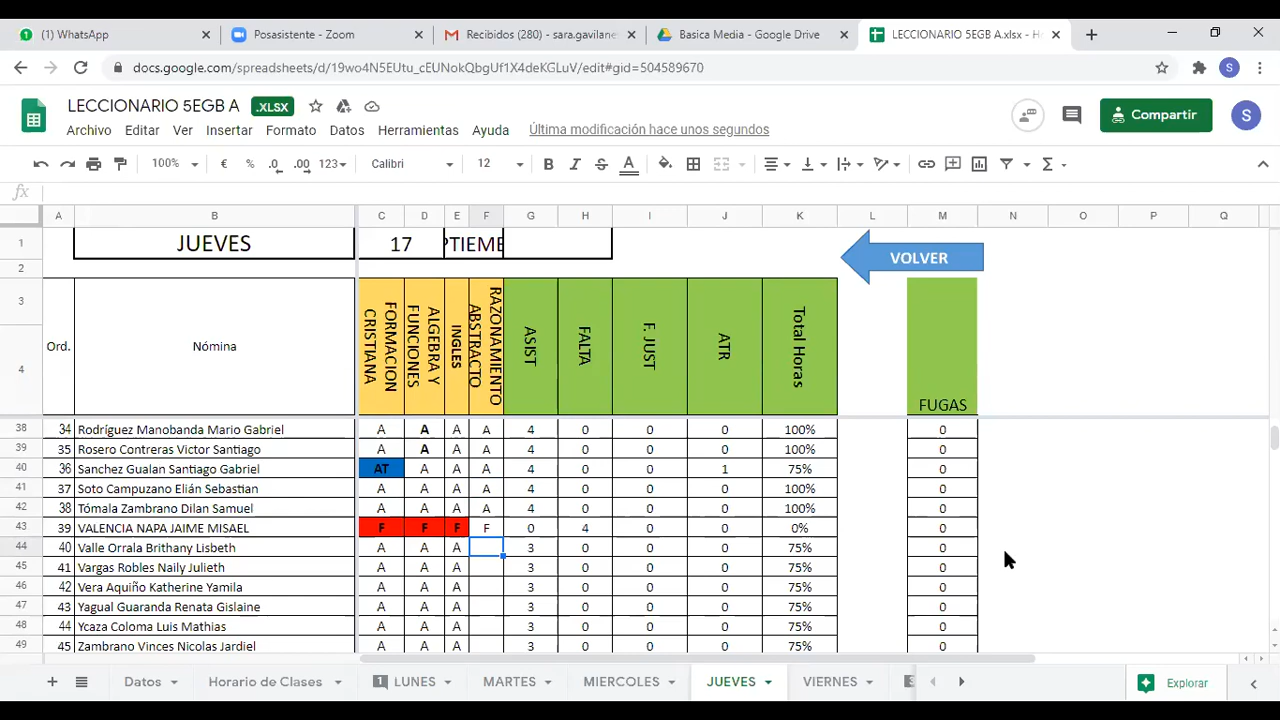 (1) WhatsApp
Posasistente - Zoom
Recibidos (280) - sara.gavilane
Basica Media - Google Drive
LECCIONARIO 5EGB A.xlsx - H
docs.google.com/spreadsheets/d/19wo4N5EUtu_cEUNokQbgUf1X4deKGLuV/edit#gid=504589670
S
LECCIONARIO 5EGB A .XLSX
Archivo Editar Ver Insertar Formato Datos Herramientas Ayuda Última modificación hace unos segundos
Compartir
S
100% € % .0 .00 123 Calibri 12 B I S A Σ
fx
A B C D E F G H I J K L M N O P Q
1 JUEVES 17 PTIEME
VOLVER
2
3
4
Ord. Nómina FORMACION CRISTIANA ALGEBRA Y FUNCIONES INGLES RAZONAMIENTO ABSTRACTO ASIST FALTA F. JUST ATR Total Horas FUGAS
38 34 Rodríguez Manobanda Mario Gabriel A A A A 4 0 0 0 100% 0
39 35 Rosero Contreras Victor Santiago A A A A 4 0 0 0 100% 0
40 36 Sanchez Gualan Santiago Gabriel AT A A A 4 0 0 1 75% 0
41 37 Soto Campuzano Elián Sebastian A A A A 4 0 0 0 100% 0
42 38 Tómala Zambrano Dilan Samuel A A A A 4 0 0 0 100% 0
43 39 VALENCIA NAPA JAIME MISAEL F F F F 0 4 0 0 0% 0
44 40 Valle Orrala Brithany Lisbeth A A A 3 0 0 0 75% 0
45 41 Vargas Robles Naily Julieth A A A 3 0 0 0 75% 0
46 42 Vera Aquiño Katherine Yamila A A A 3 0 0 0 75% 0
47 43 Yagual Guaranda Renata Gislaine A A A 3 0 0 0 75% 0
48 44 Ycaza Coloma Luis Mathias A A A 3 0 0 0 75% 0
49 45 Zambrano Vinces Nicolas Jardiel A A A 3 0 0 0 75% 0
Datos Horario de Clases 1 LUNES MARTES MIERCOLES JUEVES VIERNES Explorar